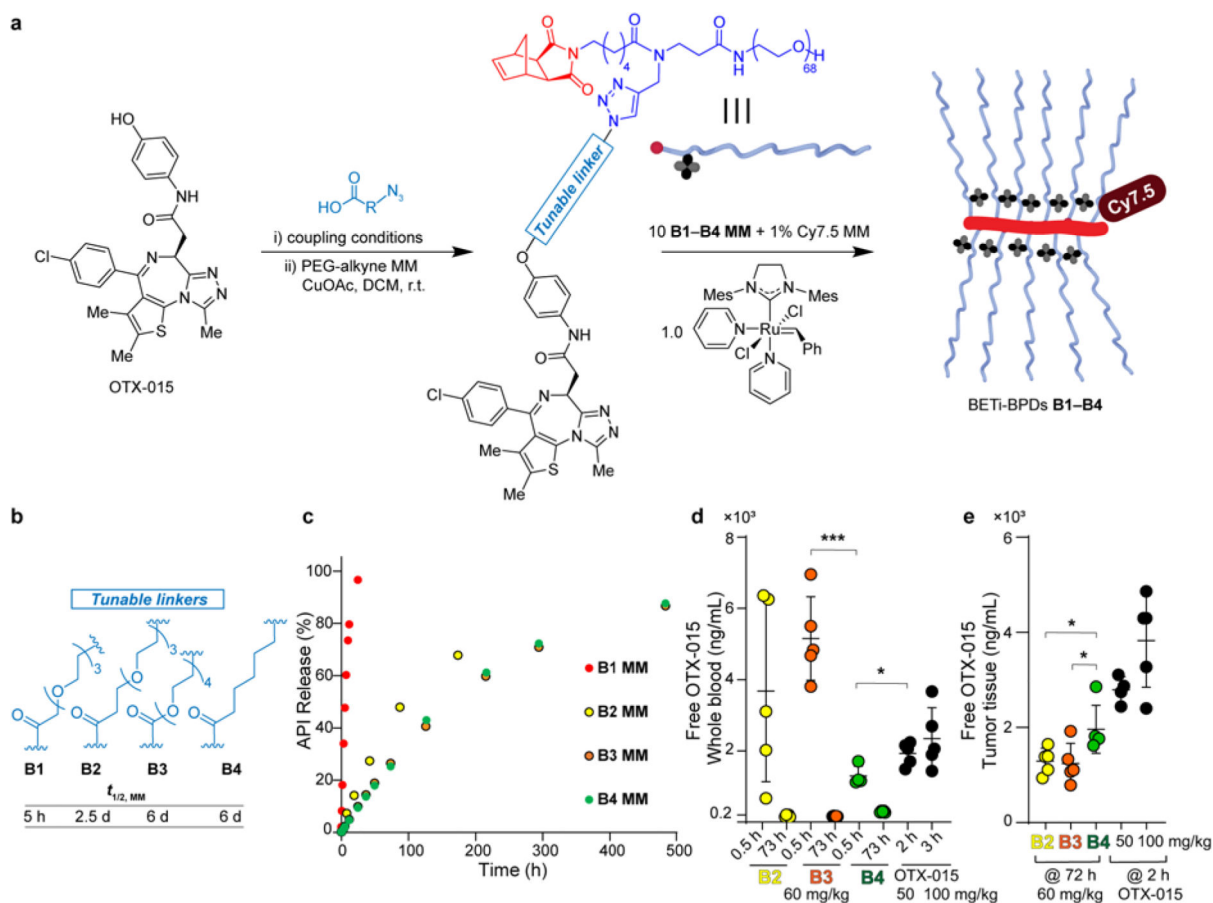 a
O
N
O
4
O
N
O
N
H
O
H
68
N
N
N
HO
NH
O
Cl
N
N
N
N
Me
S
Me
Me
OTX-015
O
HO
R
N₃
i) coupling conditions
ii) PEG-alkyne MM
CuOAc, DCM, r.t.
Tunable linker
O
NH
O
Cl
N
N
N
N
Me
S
Me
Me
10 B1–B4 MM + 1% Cy7.5 MM
N
N
Mes
Mes
Cl
1.0
N
Ru
Ph
Cl
N
Cy7.5
BETi-BPDs B1–B4
b
Tunable linkers
3
3
4
O
O
O
O
O
O
O
B1 B2 B3 B4
t1/2, MM
5 h 2.5 d 6 d 6 d
c
API Release (%)
100
80
60
40
20
0
0 100 200 300 400 500
Time (h)
B1 MM
B2 MM
B3 MM
B4 MM
d
×10³
Free OTX-015
Whole blood (ng/mL)
8
6
4
2
0.2
***
*
0.5 h 73 h 0.5 h 73 h 0.5 h 73 h 2 h 3 h
B2 B3 B4 OTX-015
60 mg/kg 50 100 mg/kg
e
×10³
Free OTX-015
Tumor tissue (ng/mL)
6
4
2
0
*
*
B2 B3 B4 50 100 mg/kg
@ 72 h @ 2 h
60 mg/kg OTX-015